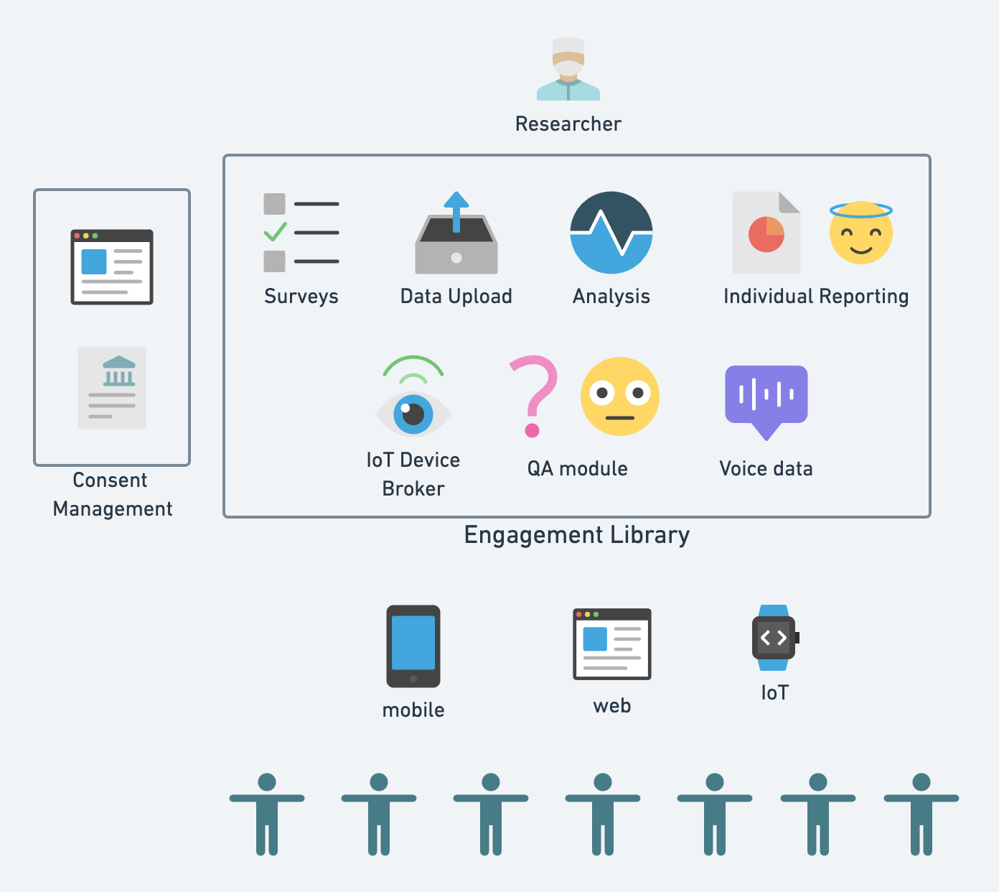 Researcher
Surveys
Data Upload
Analysis
Individual Reporting
IoT Device
Broker
QA module
Voice data
Consent
Management
Engagement Library
mobile
web
IoT